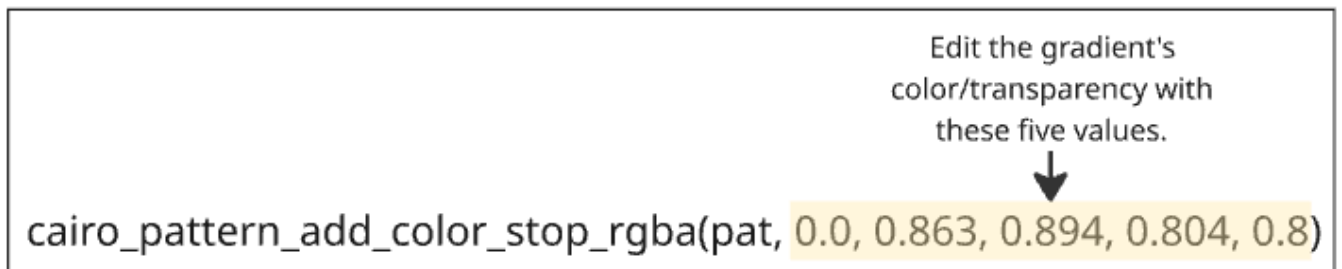 Edit the gradient's
color/transparency with
these five values.
cairo_pattern_add_color_stop_rgba(pat, 0.0, 0.863, 0.894, 0.804, 0.8)